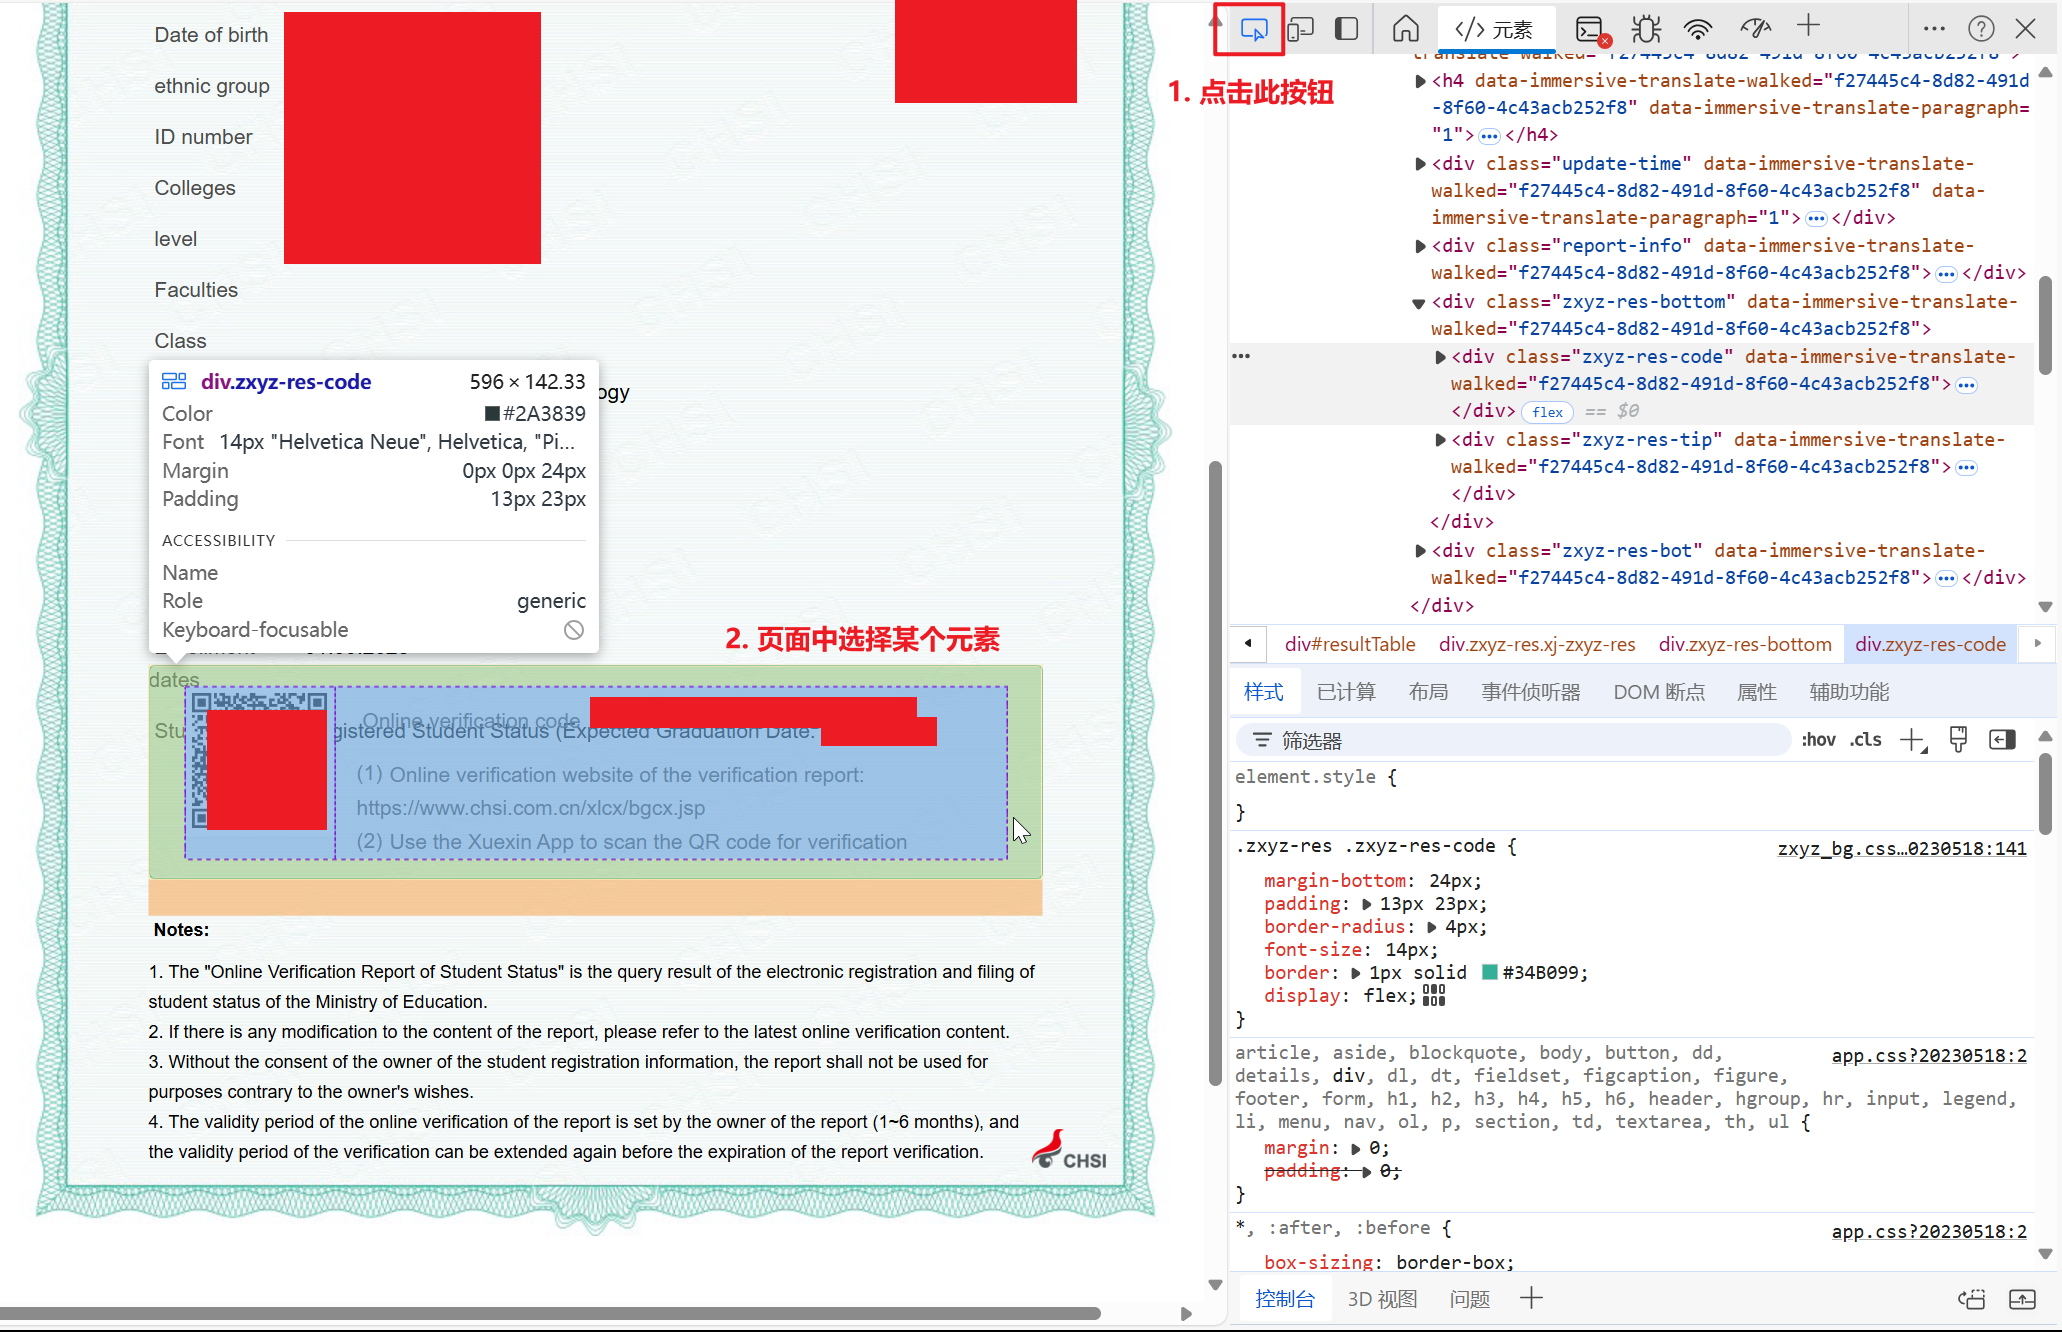 Date of birth
ethnic group
ID number
Colleges
level
Faculties
Class
ogy
div.zxyz-res-code 596 × 142.33
Color #2A3839
Font 14px "Helvetica Neue", Helvetica, "Pi...
Margin 0px 0px 24px
Padding 13px 23px
ACCESSIBILITY
Name
Role generic
Keyboard-focusable
dates
Online verification code
Stu gistered Student Status (Expected Graduation Date:
(1) Online verification website of the verification report:
https://www.chsi.com.cn/xlcx/bgcx.jsp
(2) Use the Xuexin App to scan the QR code for verification
2. 页面中选择某个元素
Notes:
1. The "Online Verification Report of Student Status" is the query result of the electronic registration and filing of
student status of the Ministry of Education.
2. If there is any modification to the content of the report, please refer to the latest online verification content.
3. Without the consent of the owner of the student registration information, the report shall not be used for
purposes contrary to the owner's wishes.
4. The validity period of the online verification of the report is set by the owner of the report (1~6 months), and
the validity period of the verification can be extended again before the expiration of the report verification.
CHSI
1. 点击此按钮
</> 元素
translate-walked="f27445c4-8d82-491d-8f60-4c43acb252f8">
<h4 data-immersive-translate-walked="f27445c4-8d82-491d
-8f60-4c43acb252f8" data-immersive-translate-paragraph=
"1">…</h4>
<div class="update-time" data-immersive-translate-
walked="f27445c4-8d82-491d-8f60-4c43acb252f8" data-
immersive-translate-paragraph="1">…</div>
<div class="report-info" data-immersive-translate-
walked="f27445c4-8d82-491d-8f60-4c43acb252f8">…</div>
<div class="zxyz-res-bottom" data-immersive-translate-
walked="f27445c4-8d82-491d-8f60-4c43acb252f8">
… <div class="zxyz-res-code" data-immersive-translate-
walked="f27445c4-8d82-491d-8f60-4c43acb252f8">…
</div> flex == $0
<div class="zxyz-res-tip" data-immersive-translate-
walked="f27445c4-8d82-491d-8f60-4c43acb252f8">…
</div>
</div>
<div class="zxyz-res-bot" data-immersive-translate-
walked="f27445c4-8d82-491d-8f60-4c43acb252f8">…</div>
</div>
div#resultTable div.zxyz-res.xj-zxyz-res div.zxyz-res-bottom div.zxyz-res-code
样式 已计算 布局 事件侦听器 DOM 断点 属性 辅助功能
筛选器 :hov .cls
element.style {
}
.zxyz-res .zxyz-res-code { zxyz_bg.css…0230518:141
margin-bottom: 24px;
padding: 13px 23px;
border-radius: 4px;
font-size: 14px;
border: 1px solid #34B099;
display: flex;
}
article, aside, blockquote, body, button, dd, app.css?20230518:2
details, div, dl, dt, fieldset, figcaption, figure,
footer, form, h1, h2, h3, h4, h5, h6, header, hgroup, hr, input, legend,
li, menu, nav, ol, p, section, td, textarea, th, ul {
margin: 0;
padding: 0;
}
*, :after, :before { app.css?20230518:2
box-sizing: border-box;
控制台 3D 视图 问题